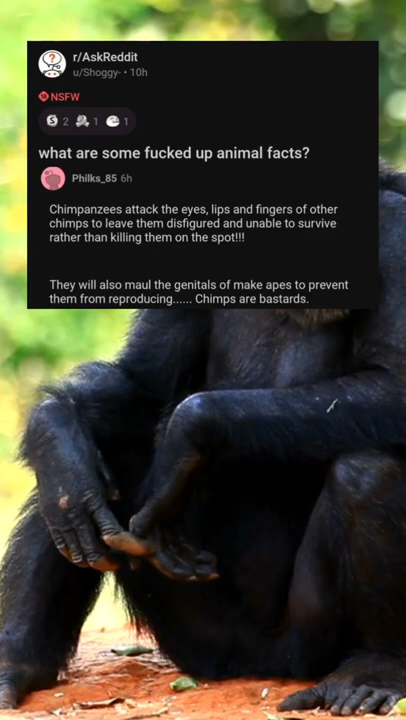 r/AskReddit
u/Shoggy- • 10h
NSFW
2 1 1
what are some fucked up animal facts?
Philks_85 6h
Chimpanzees attack the eyes, lips and fingers of other
chimps to leave them disfigured and unable to survive
rather than killing them on the spot!!!
They will also maul the genitals of make apes to prevent
them from reproducing...... Chimps are bastards.